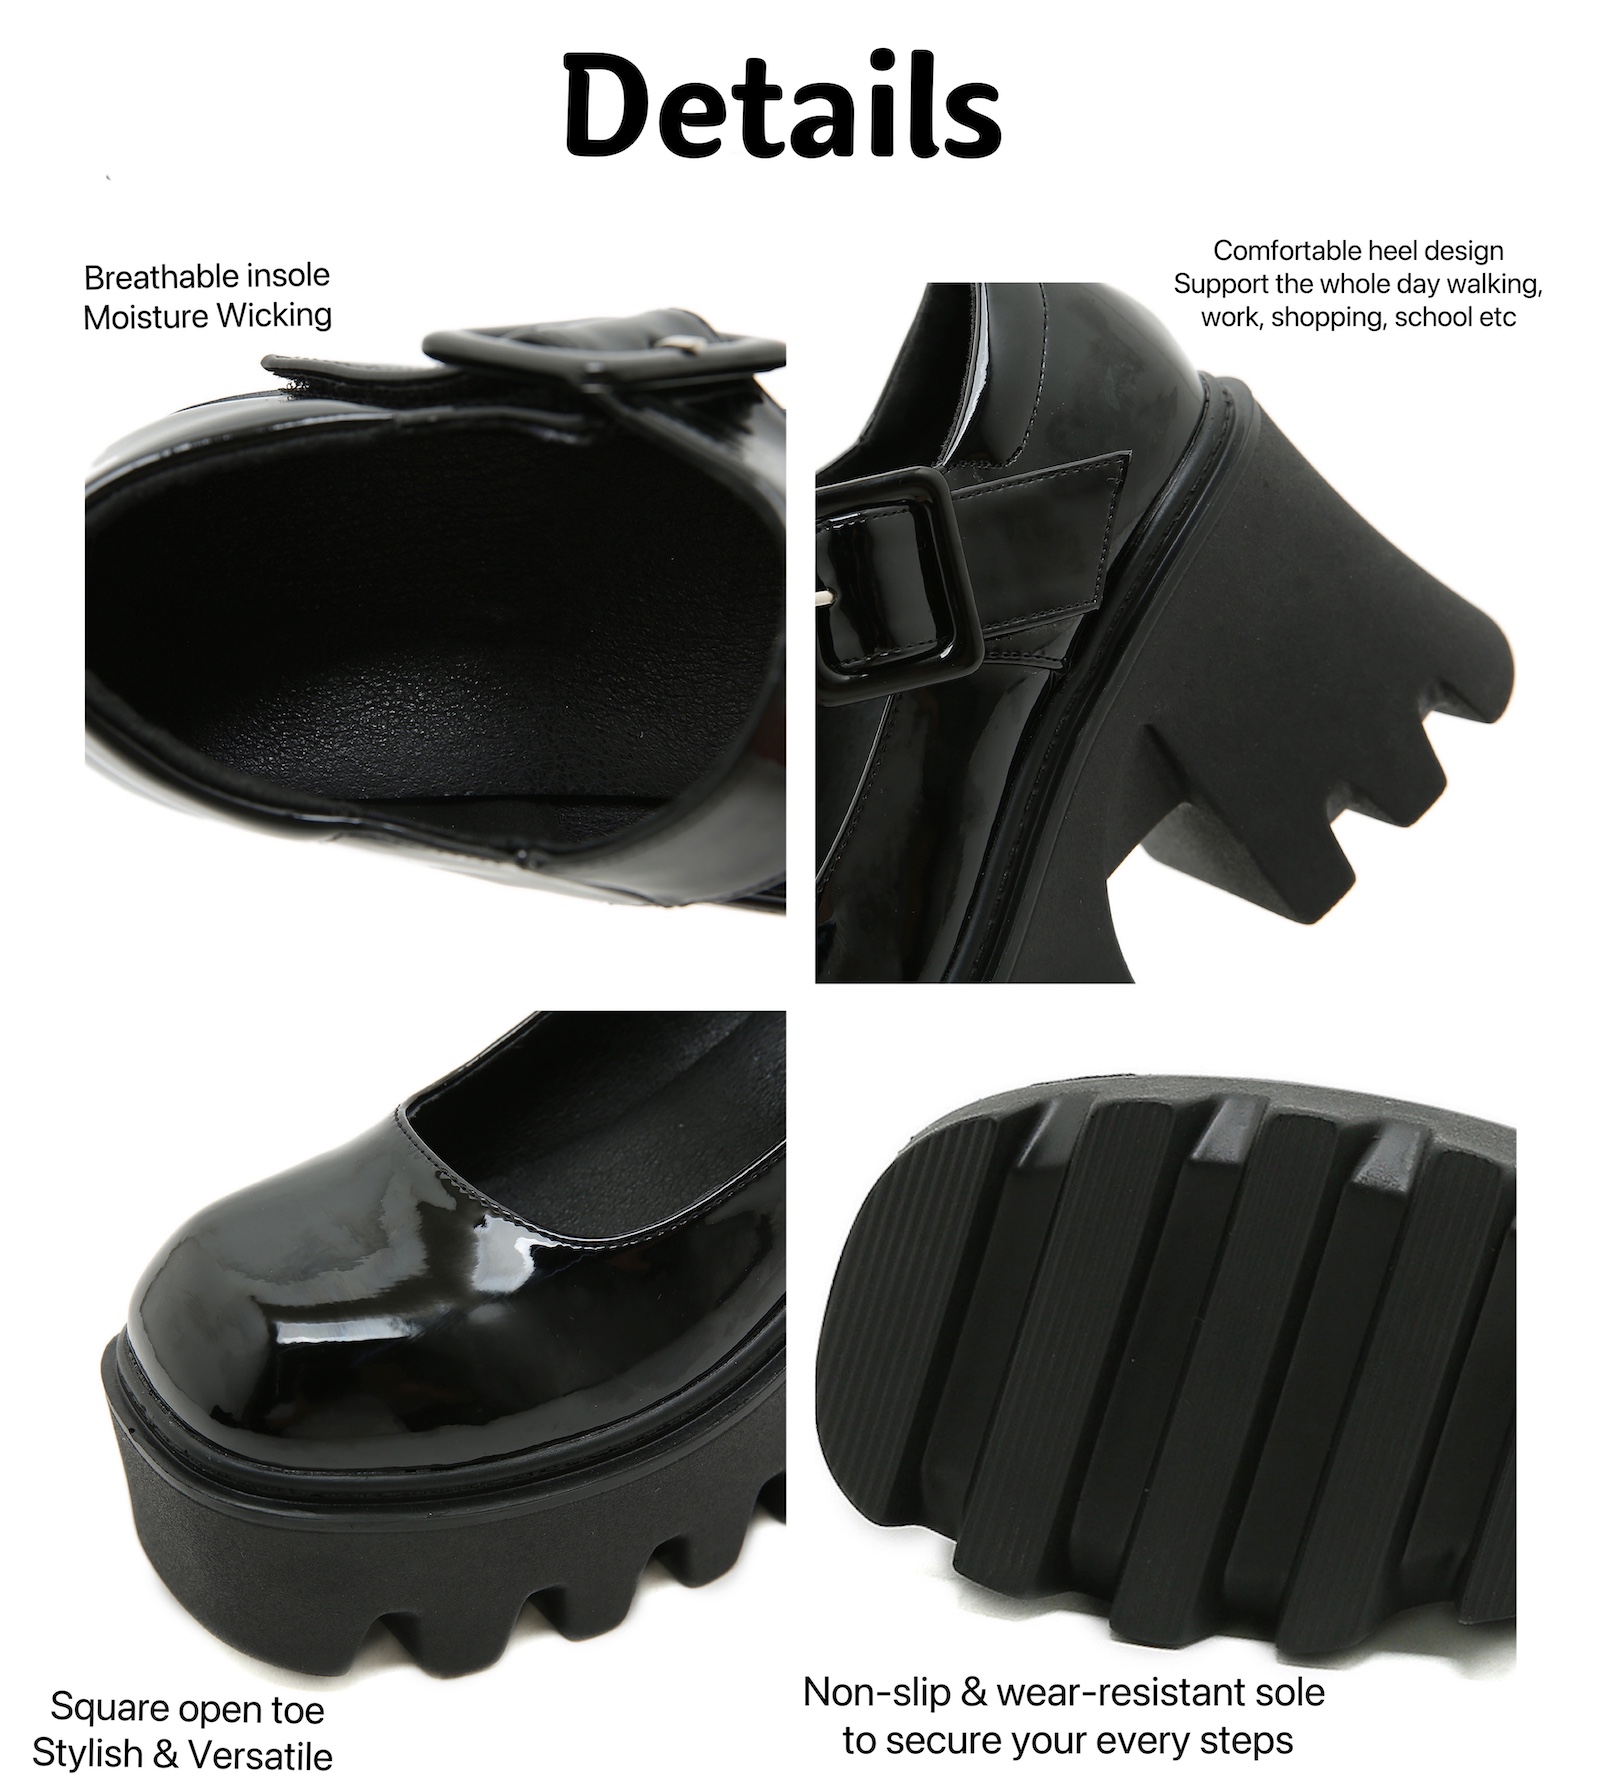 Details
Breathable insole
Moisture Wicking
Comfortable heel design
Support the whole day walking,
work, shopping, school etc
Square open toe
Stylish & Versatile
Non-slip & wear-resistant sole
to secure your every steps